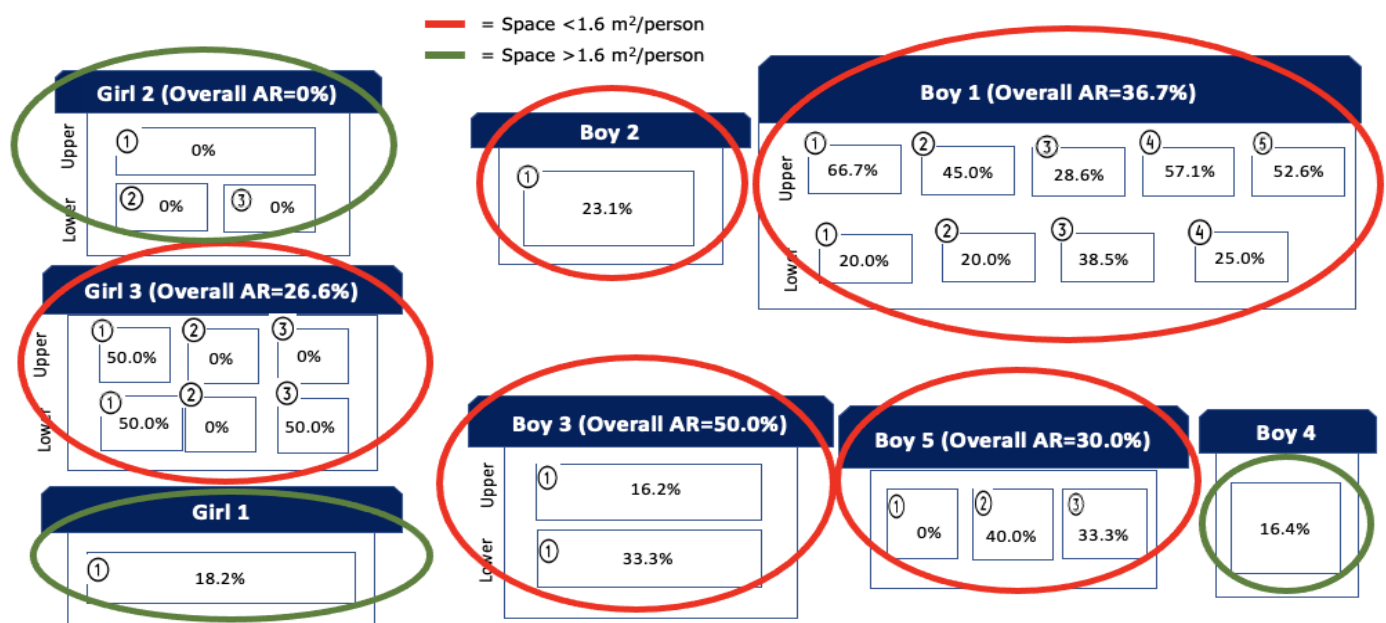 = Space <1.6 m²/person
= Space >1.6 m²/person
Girl 2 (Overall AR=0%)
Upper
① 0%
Lower
② 0% ③ 0%
Girl 3 (Overall AR=26.6%)
Upper
① 50.0% ② 0% ③ 0%
Lower
① 50.0% ② 0% ③ 50.0%
Girl 1
① 18.2%
Boy 2
① 23.1%
Boy 1 (Overall AR=36.7%)
Upper
① 66.7% ② 45.0% ③ 28.6% ④ 57.1% ⑤ 52.6%
Lower
① 20.0% ② 20.0% ③ 38.5% ④ 25.0%
Boy 3 (Overall AR=50.0%)
Upper
① 16.2%
Lower
① 33.3%
Boy 5 (Overall AR=30.0%)
① 0% ② 40.0% ③ 33.3%
Boy 4
16.4%